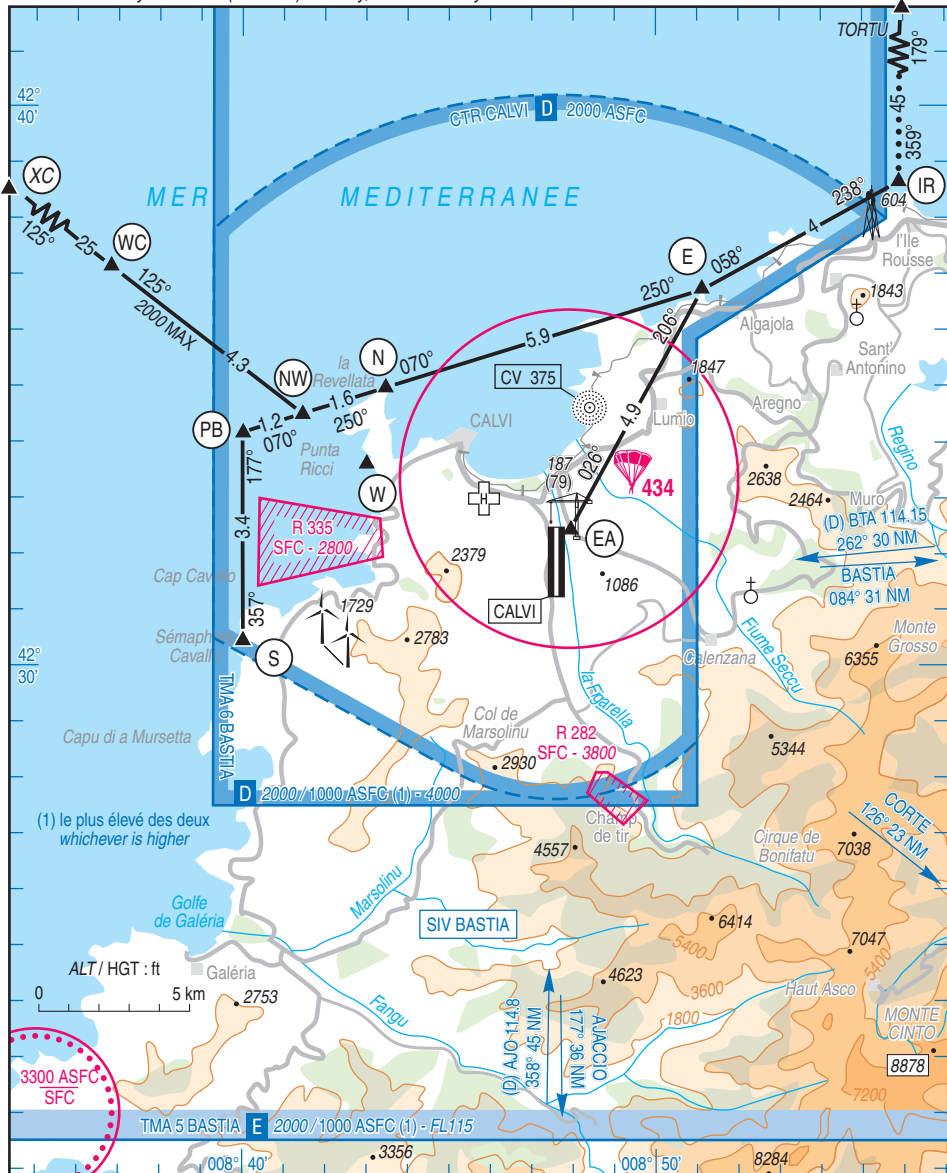 TORTU
179°
45
359°
42°
40'
CTR CALVI D 2000 ASFC
XC
125°
25
WC
MER MEDITERRANEE
238°
604
IR
l'Ile
Rousse
4
E
058°
250°
125°
2000 MAX
4.3
206°
1843
Algajola
5.9
N
070°
la
Revellata
NW
1.6
250°
CV 375
1847
Sant'
Antonino
Aregno
Lumio
Regino
PB
1.2
070°
CALVI
4.9
177°
Punta
Ricci
W
187
(79)
026°
434
2638
2464
Muro
(D) BTA 114.15
262° 30 NM
BASTIA
084° 31 NM
R 335
SFC - 2800
3.4
H
EA
2379
1086
Cap Cavallo
357°
1729
CALVI
Sémaph
Cavallo
2783
S
Calenzana
Fiume Seccu
Monte
Grosso
6355
42°
30'
TMA 6 BASTIA
la Figarella
Capu di a Mursetta
Col de
Marsolinu
R 282
SFC - 3800
5344
2930
D 2000 / 1000 ASFC (1) - 4000
(1) le plus élevé des deux
whichever is higher
Champ
de tir
CORTE
126° 23 NM
4557
Cirque de
Bonifatu
7038
Marsolinu
Golfe
de Galéria
SIV BASTIA
6414
5400
7047
5400
ALT / HGT : ft
Galéria
0 5 km
2753
Fangu
4623
3600
1800
Haut Asco
(D) AJO 114.8
358° 45 NM
AJACCIO
177° 36 NM
MONTE
CINTO
8878
3300 ASFC
SFC
7200
TMA 5 BASTIA E 2000 / 1000 ASFC (1) - FL115
3356
008° 40'
008° 50'
8284